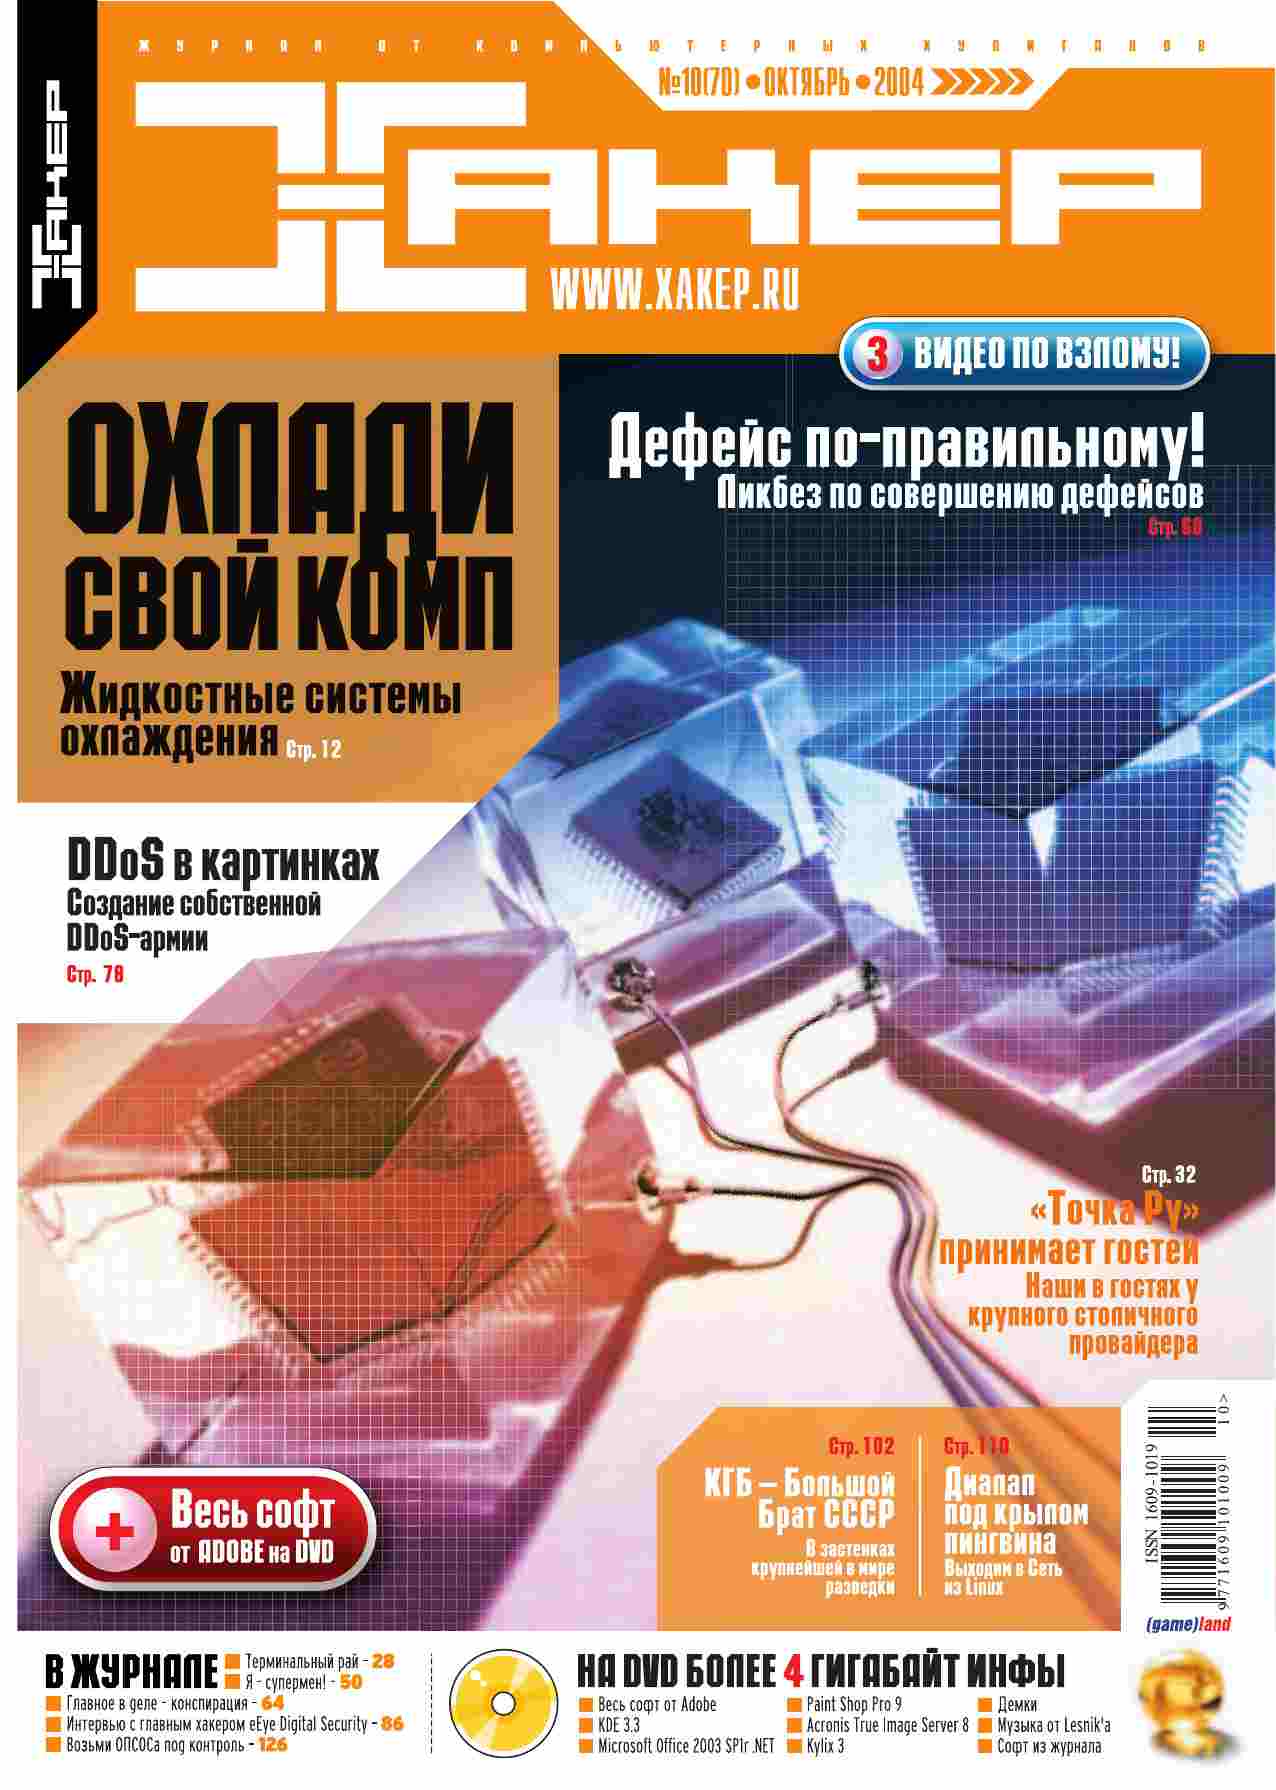 ЖУРНАЛ ОТ КОМПЬЮТЕРНЫХ ХУЛИГАНОВ
№10(70) • ОКТЯБРЬ • 2004
ХАКЕР
ХАКЕР
WWW.XAKEP.RU
3 ВИДЕО ПО ВЗЛОМУ!
ОХЛАДИ
СВОЙ КОМП
Жидкостные системы
охлаждения Стр. 12
Дефейс по-правильному!
Ликбез по совершению дефейсов
Стр. 60
DDoS в картинках
Создание собственной
DDoS-армии
Стр. 78
Стр. 32
«Точка Ру»
принимает гостей
Наши в гостях у
крупного столичного
провайдера
Стр. 102
КГБ – Большой
Брат СССР
В застенках
крупнейшей в мире
разведки
Стр. 110
Диалап
под крылом
пингвина
Выходим в Сеть
из Linux
+ Весь софт
от ADOBE на DVD
ISSN 1609-1019
9 771609 101009
10>
(game)land
В ЖУРНАЛЕ
Терминальный рай - 28
Я - супермен! - 50
Главное в деле - конспирация - 64
Интервью с главным хакером eEye Digital Security - 86
Возьми ОПСОСа под контроль - 126
НА DVD БОЛЕЕ 4 ГИГАБАЙТ ИНФЫ
Весь софт от Adobe
KDE 3.3
Microsoft Office 2003 SP1г .NET
Paint Shop Pro 9
Acronis True Image Server 8
Kylix 3
Демки
Музыка от Lesnik'а
Софт из журнала